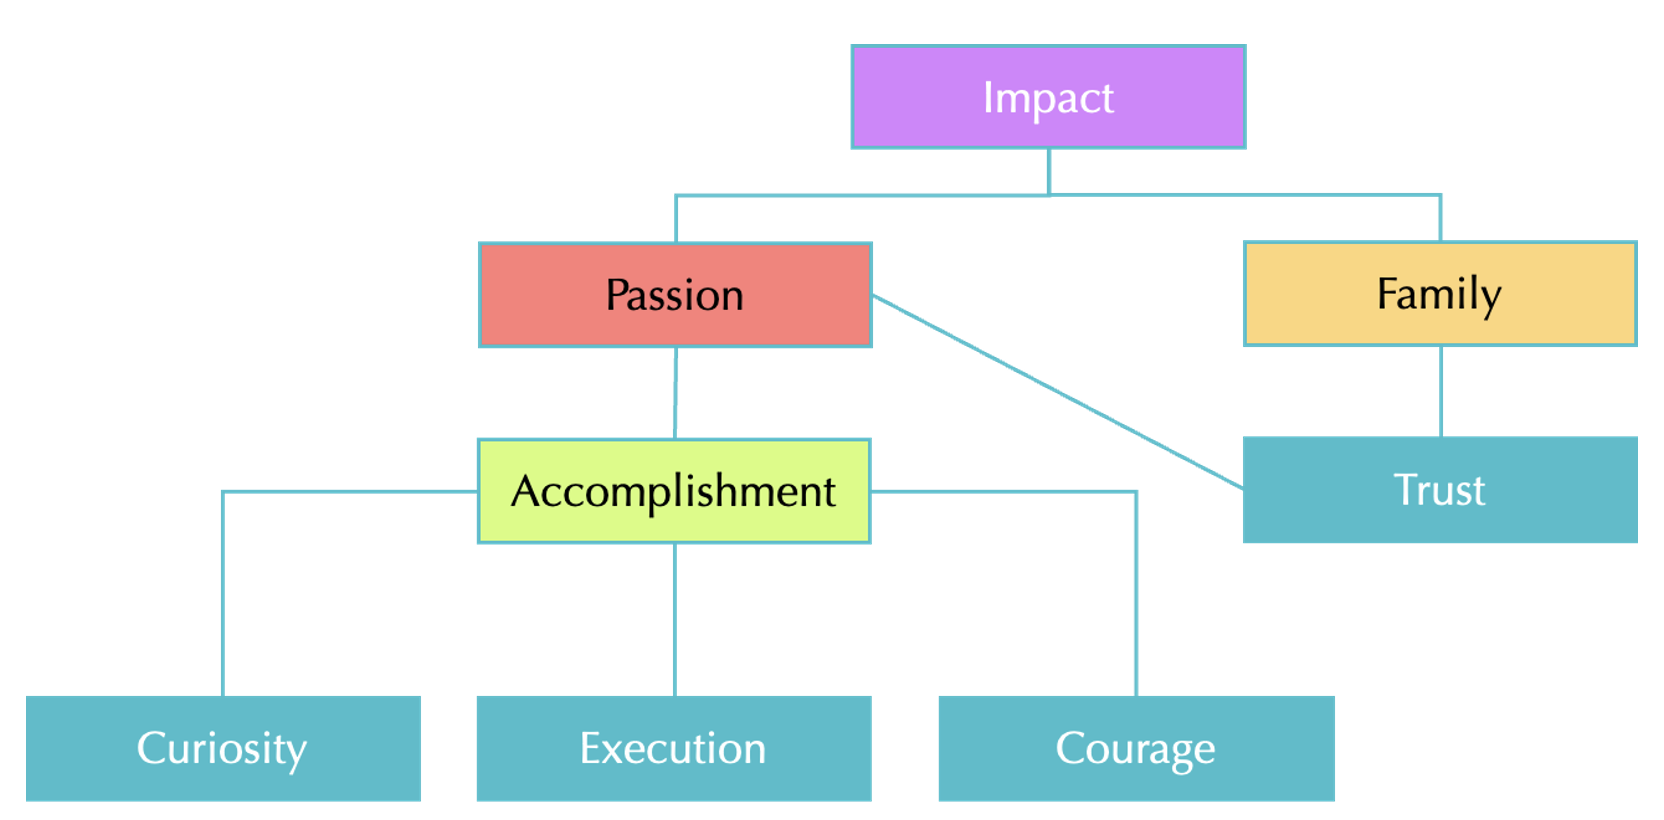 Impact
Passion
Family
Accomplishment
Trust
Curiosity
Execution
Courage